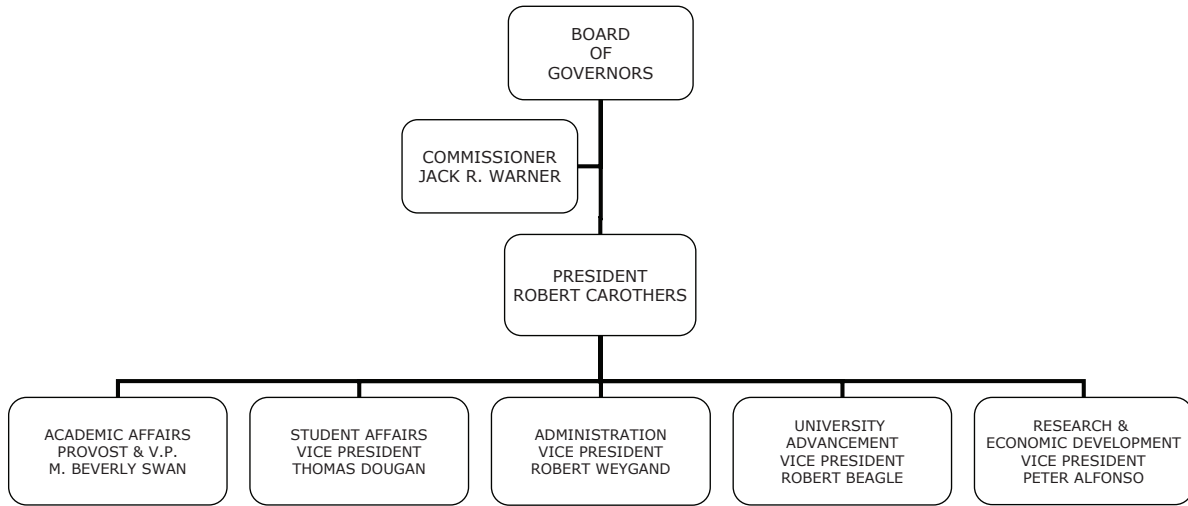 BOARD
OF
GOVERNORS
COMMISSIONER
JACK R. WARNER
PRESIDENT
ROBERT CAROTHERS
ACADEMIC AFFAIRS
PROVOST & V.P.
M. BEVERLY SWAN
STUDENT AFFAIRS
VICE PRESIDENT
THOMAS DOUGAN
ADMINISTRATION
VICE PRESIDENT
ROBERT WEYGAND
UNIVERSITY
ADVANCEMENT
VICE PRESIDENT
ROBERT BEAGLE
RESEARCH &
ECONOMIC DEVELOPMENT
VICE PRESIDENT
PETER ALFONSO